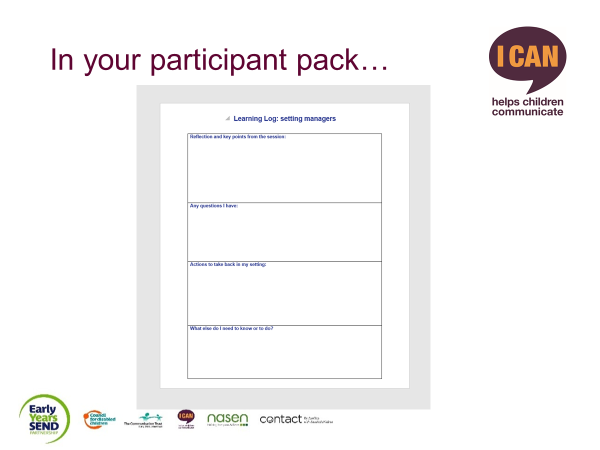 In your participant pack…
I CAN
helps children
communicate
Learning Log: setting managers
Reflection and key points from the session:
Any questions I have:
Actions to take back in my setting:
What else do I need to know or to do?
Early
Years
SEND
PARTNERSHIP
Council
for disabled
children
The Communication Trust
I CAN
nasen
contact